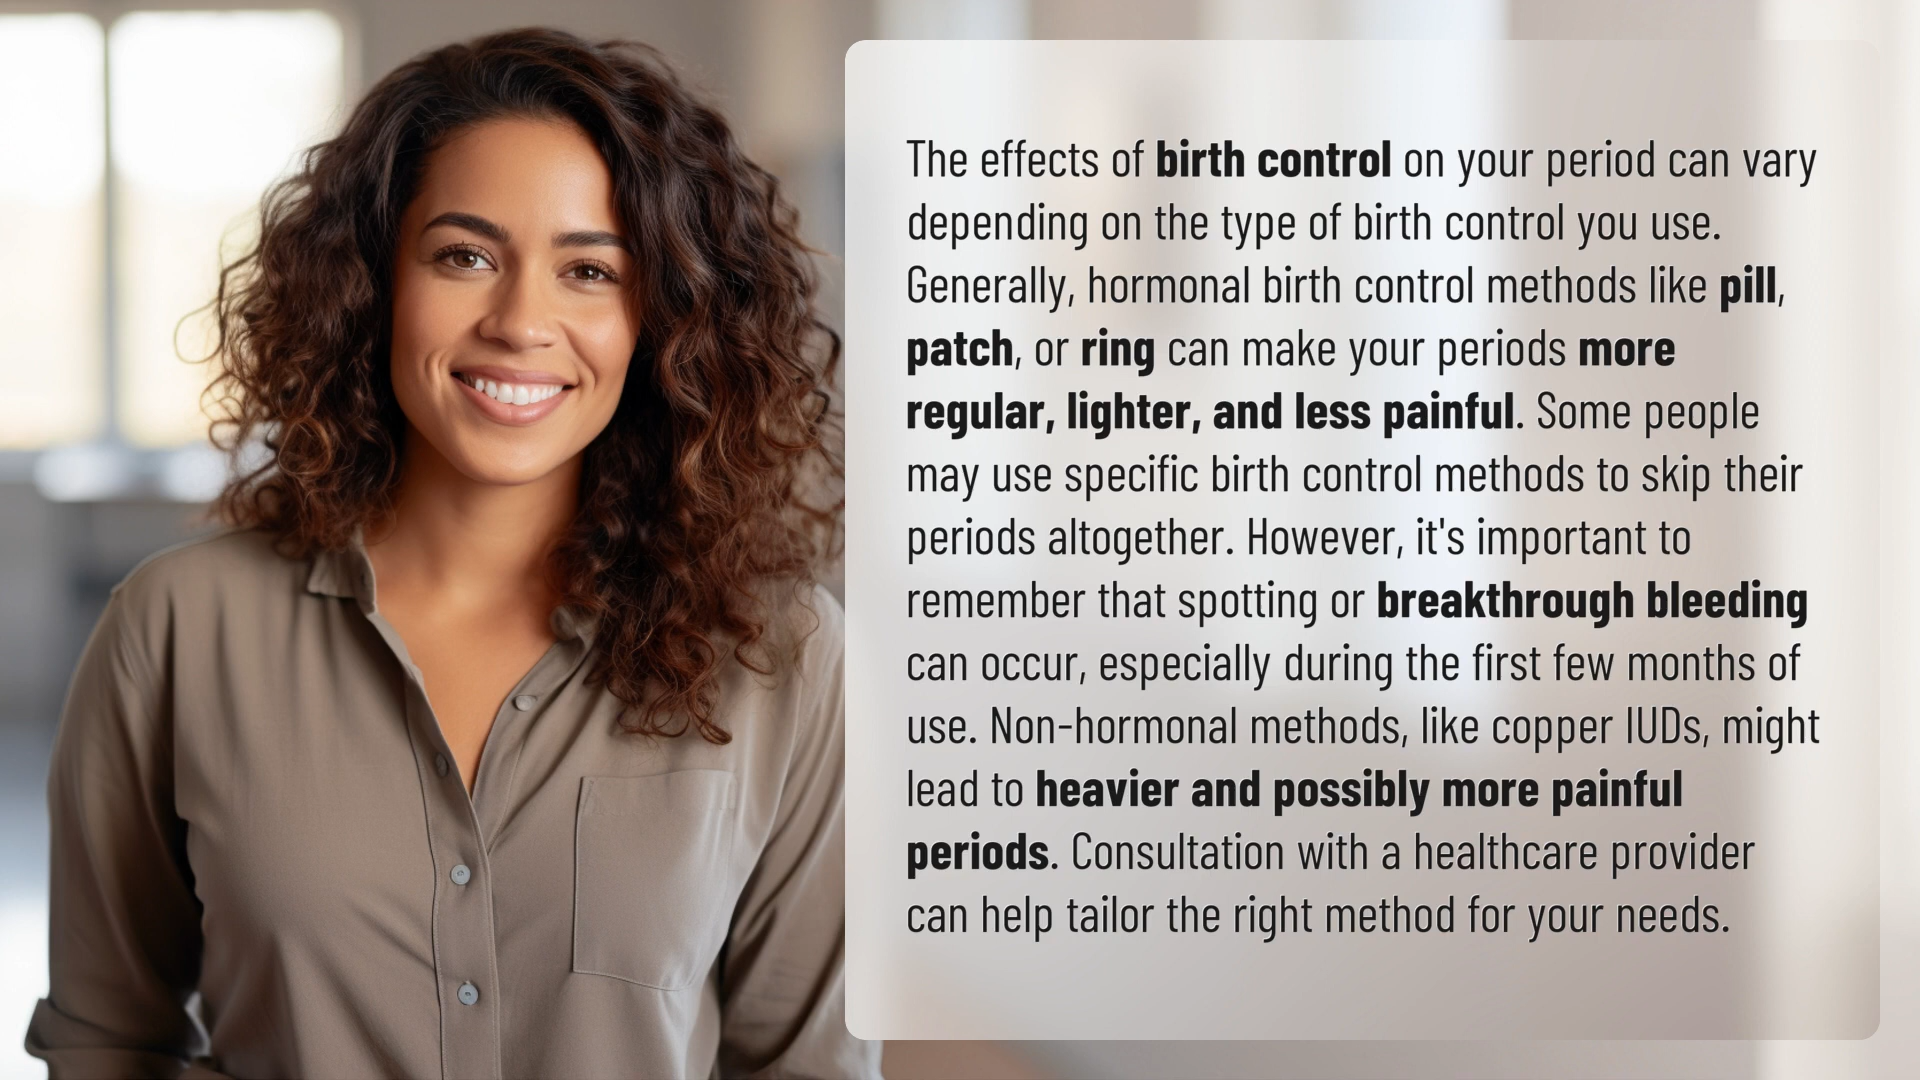 The effects of birth control on your period can vary
depending on the type of birth control you use.
Generally, hormonal birth control methods like pill,
patch, or ring can make your periods more
regular, lighter, and less painful. Some people
may use specific birth control methods to skip their
periods altogether. However, it's important to
remember that spotting or breakthrough bleeding
can occur, especially during the first few months of
use. Non-hormonal methods, like copper IUDs, might
lead to heavier and possibly more painful
periods. Consultation with a healthcare provider
can help tailor the right method for your needs.